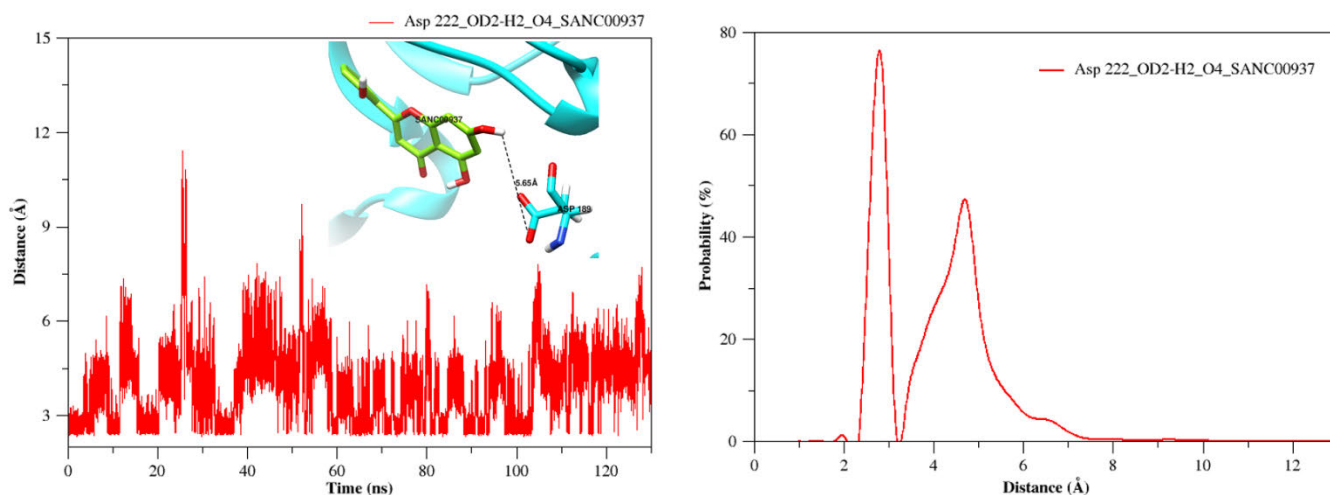 Asp 222_OD2-H2_O4_SANC00937
15
12
9
6
3
Distance (Å)
0 20 40 60 80 100 120
Time (ns)
SANC00937
5.65Å
ASP 189
80
60
40
20
0
Probability (%)
Asp 222_OD2-H2_O4_SANC00937
0 2 4 6 8 10 12
Distance (Å)